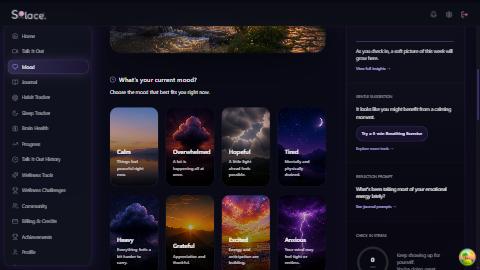 Solace.
Home
Talk It Out
Mood
Journal
Habit Tracker
Sleep Tracker
Brain Health
Progress
Talk It Out History
Wellness Tools
Wellness Challenges
Community
Billing & Credits
Achievements
Profile
What's your current mood?
Choose the mood that best fits you right now.
Calm
Things feel
peaceful right
now.
Overwhelmed
A lot is
happening all at
once.
Hopeful
A little light
ahead feels
possible.
Tired
Mentally and
physically
drained.
Heavy
Everything feels a
bit harder to
carry.
Grateful
Appreciation and
thankful.
Excited
Energy and
anticipation are
building.
Anxious
Your mind may
feel tight or
restless.
As you check in, a soft picture of this week will
grow here.
View full insights →
GENTLE SUGGESTION
It looks like you might benefit from a calming
moment.
Try a 2-min Breathing Exercise
Explore more tools →
REFLECTION PROMPT
What's been taking most of your emotional
energy lately?
See journal prompts →
CHECK IN STREAK
0
Keep showing up for
yourself.